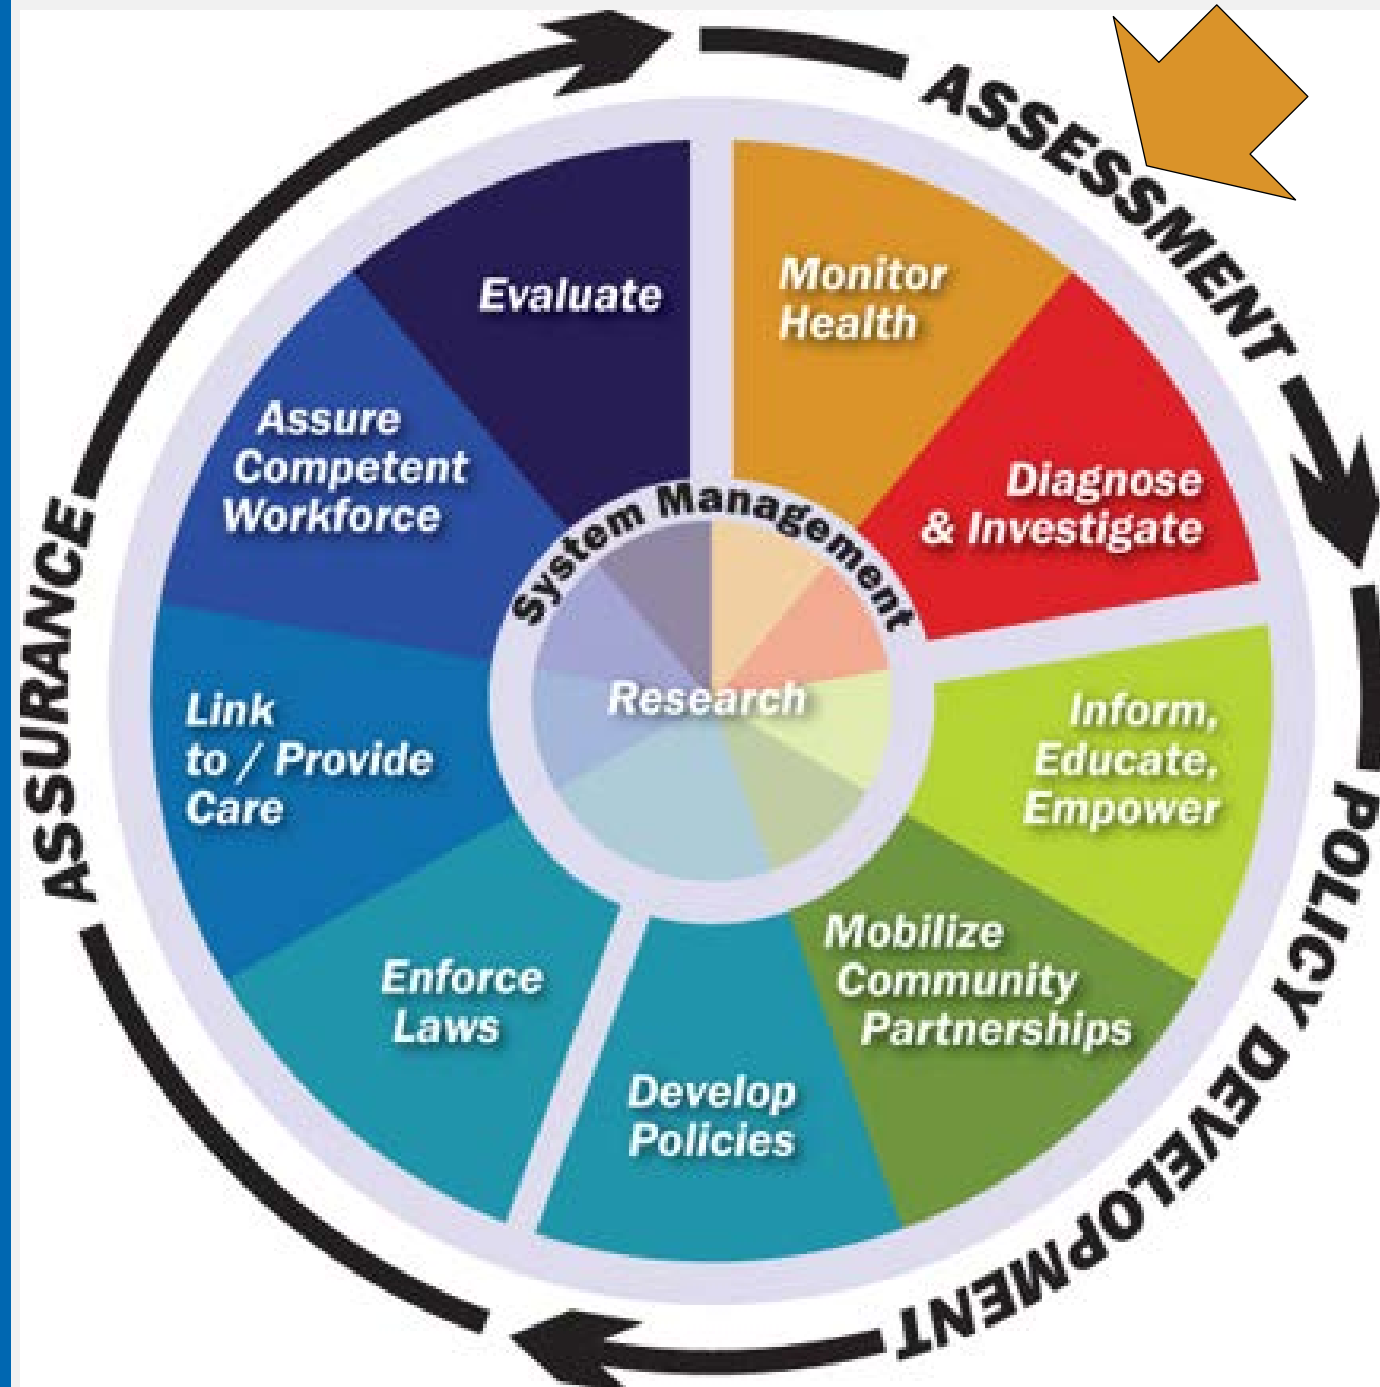 ASSESSMENT
Monitor
Health
Diagnose
& Investigate
Inform,
Educate,
Empower
POLICY DEVELOPMENT
Mobilize
Community
Partnerships
Develop
Policies
Enforce
Laws
ASSURANCE
Link
to / Provide
Care
Assure
Competent
Workforce
Evaluate
System Management
Research